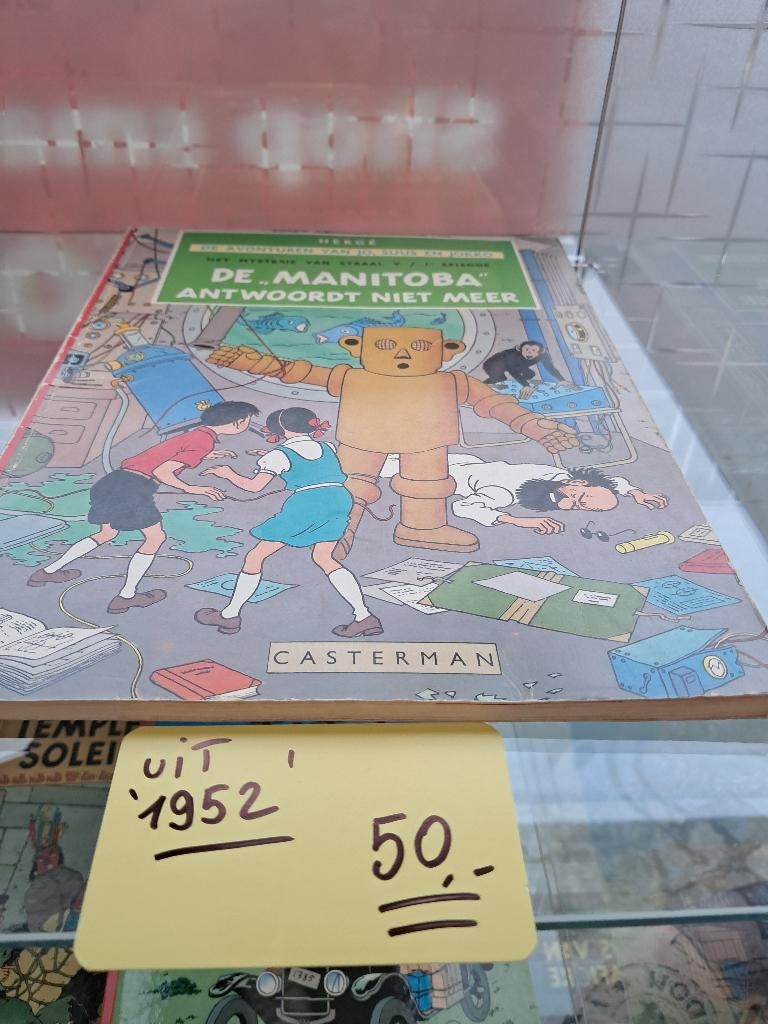 HERGÉ
DE AVONTUREN VAN JO, SUUS EN JOKKO
HET MYSTERIE VAN STRAAL V / 1e EPISODE
DE „MANITOBA"
ANTWOORDT NIET MEER
CASTERMAN
TEMPLE
SOLEI
UIT
'1952'
50,-
1785